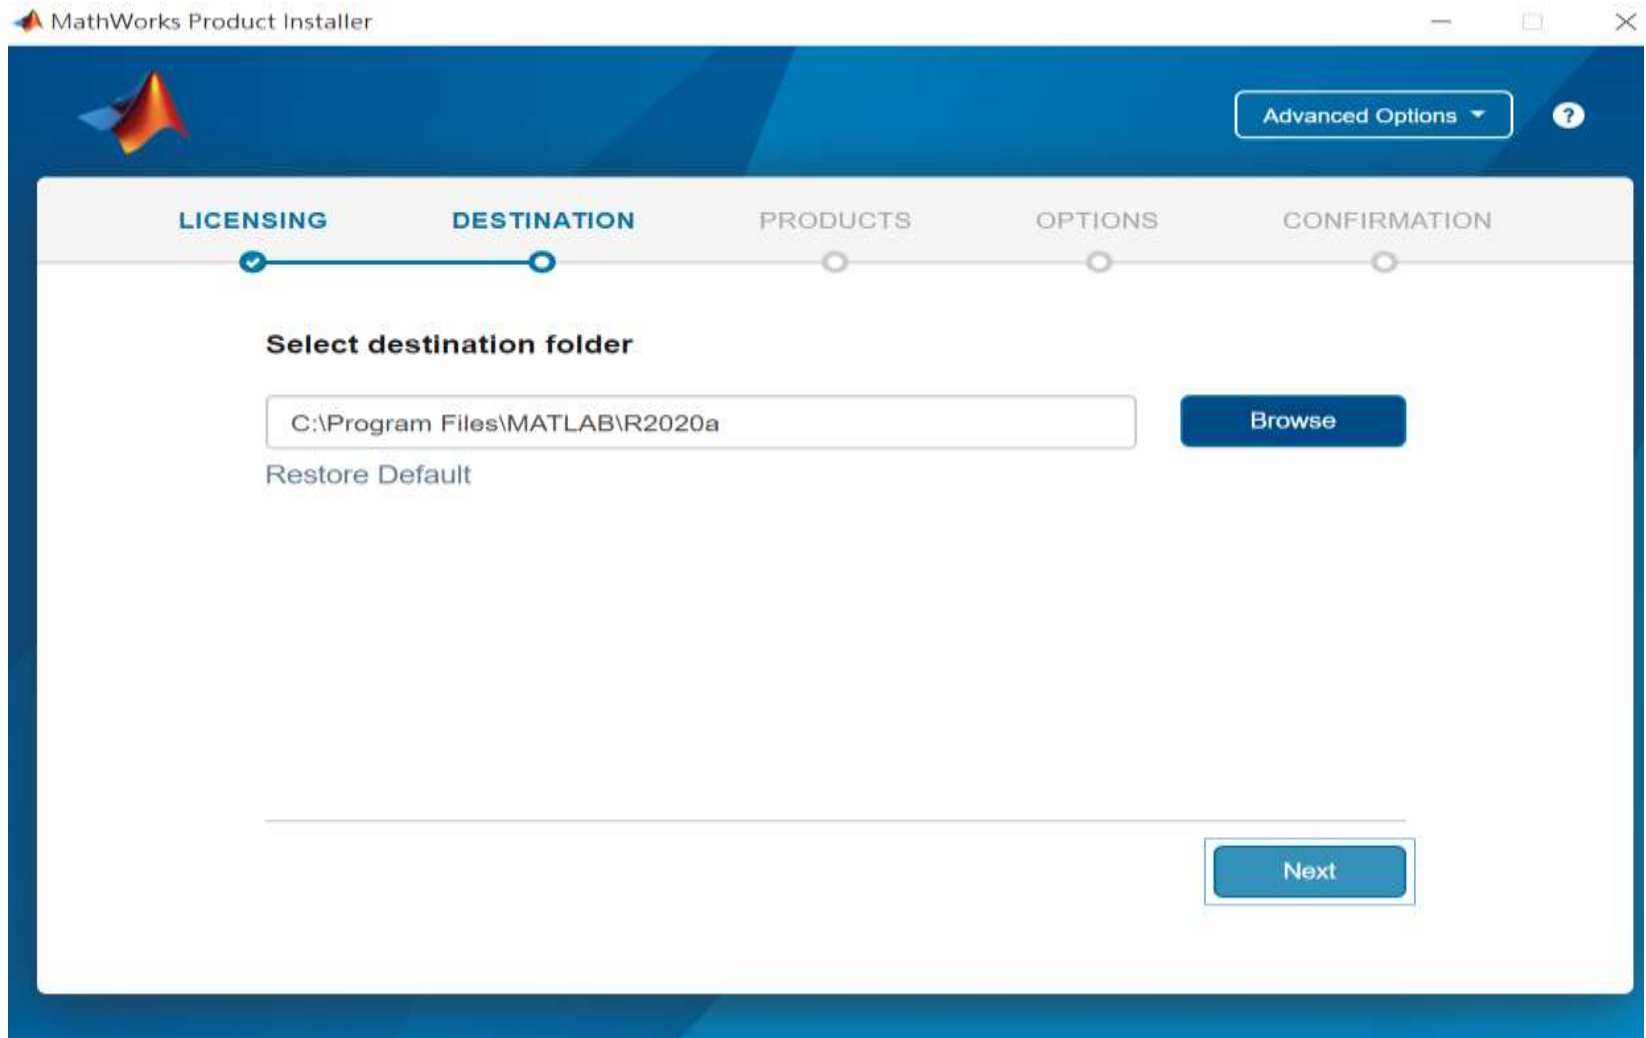 MathWorks Product Installer
Advanced Options
?
LICENSING DESTINATION PRODUCTS OPTIONS CONFIRMATION
Select destination folder
C:\Program Files\MATLAB\R2020a
Browse
Restore Default
Next